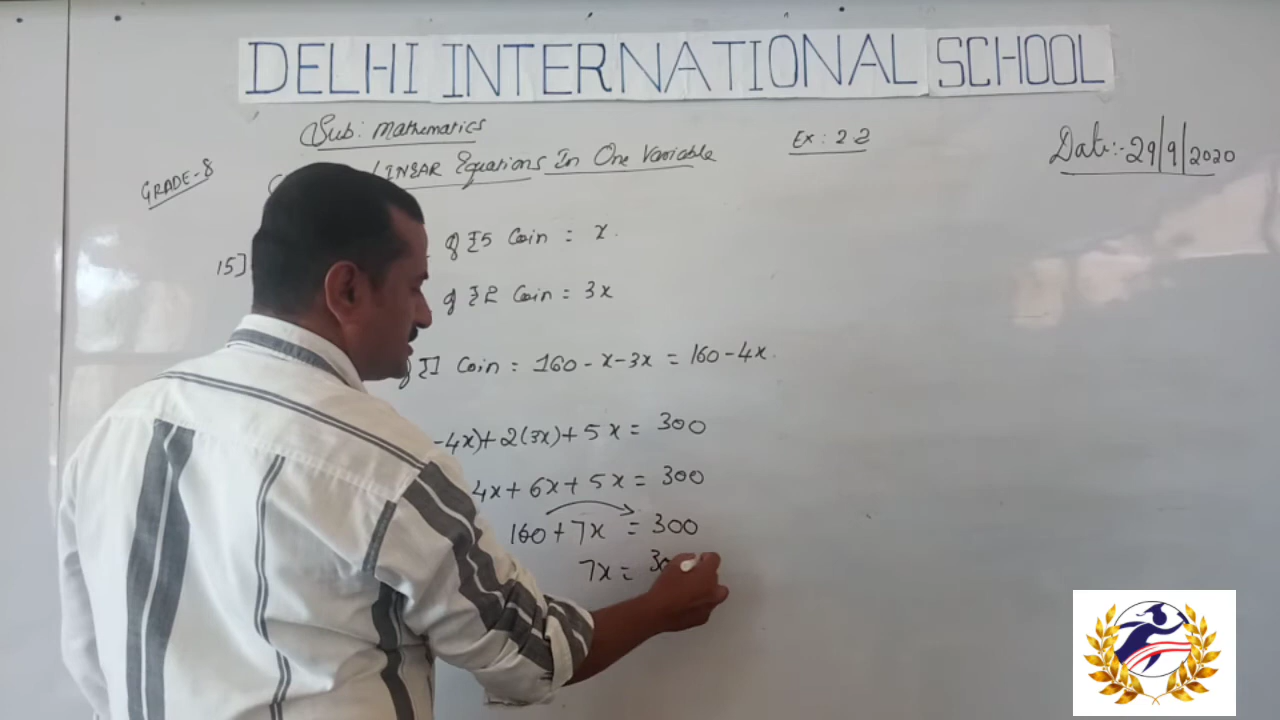 DELHI INTERNATIONAL SCHOOL
Sub: Mathematics
Ex: 2.2
Date:- 29/9/2020
GRADE-8
LINEAR Equations In One Variable
15]
of ₹5 Coin = x.
of ₹2 Coin = 3x
of ₹1 Coin = 160 - x - 3x = 160 - 4x.
-4x) + 2(3x) + 5x = 300
4x + 6x + 5x = 300
160 + 7x = 300
7x = 30